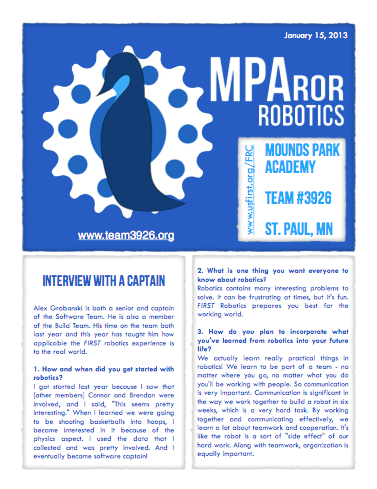 January 15, 2013
MPAROR
ROBOTICS
www.usfirst.org/FRC
MOUNDS PARK
ACADEMY
TEAM #3926
ST. PAUL, MN
www.team3926.org
INTERVIEW WITH A CAPTAIN
Alex Grabanski is both a senior and captain
of the Software Team. He is also a member
of the Build Team. His time on the team both
last year and this year has taught him how
applicable the FIRST robotics experience is
to the real world.
1. How and when did you get started with
robotics?
I got started last year because I saw that
[other members] Connor and Brendan were
involved, and I said, "This seems pretty
interesting." When I learned we were going
to be shooting basketballs into hoops, I
became interested in it because of the
physics aspect. I used the data that I
collected and was pretty involved. And I
eventually became software captain!
2. What is one thing you want everyone to
know about robotics?
Robotics contains many interesting problems to
solve. It can be frustrating at times, but it's fun.
FIRST Robotics prepares you best for the
working world.
3. How do you plan to incorporate what
you've learned from robotics into your future
life?
We actually learn really practical things in
robotics! We learn to be part of a team - no
matter where you go, no matter what you do
you'll be working with people. So communication
is very important. Communication is significant in
the way we work together to build a robot in six
weeks, which is a very hard task. By working
together and communicating effectively, we
learn a lot about teamwork and cooperation. It's
like the robot is a sort of "side effect" of our
hard work. Along with teamwork, organization is
equally important.